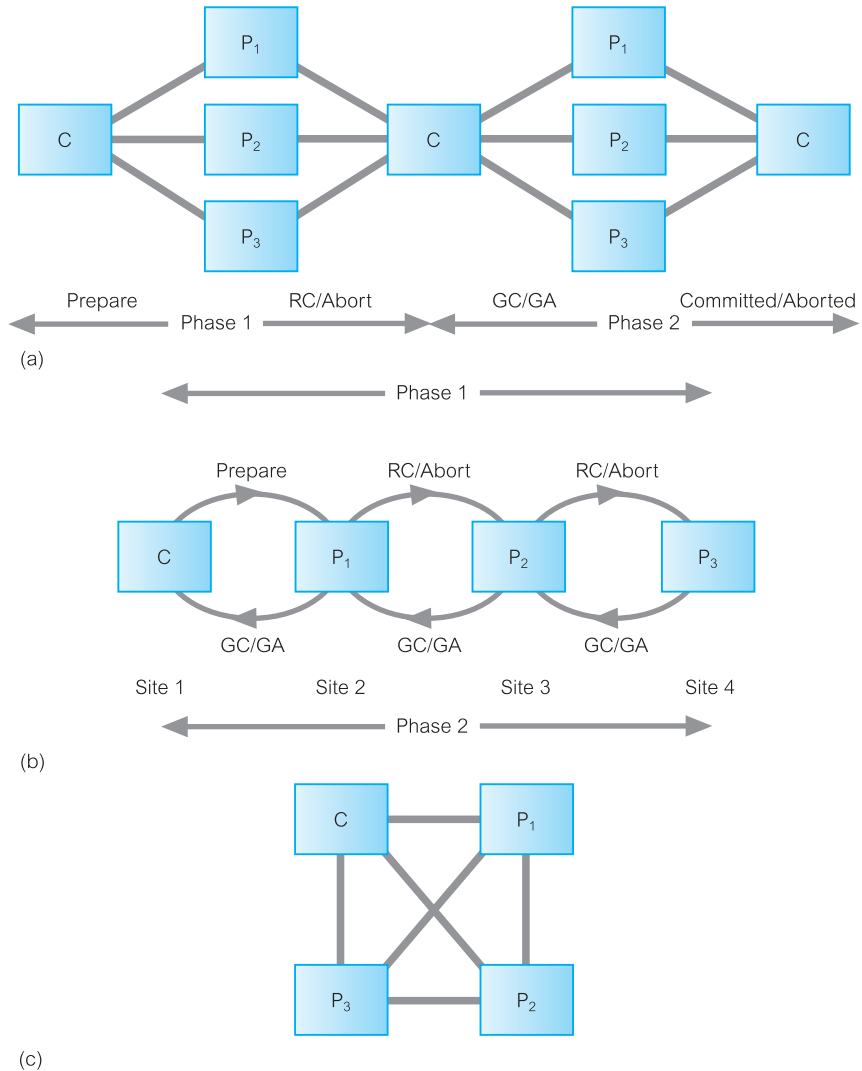 P₁ P₁
C P₂ C P₂ C
P₃ P₃
Prepare RC/Abort GC/GA Committed/Aborted
Phase 1 Phase 2
(a)
Phase 1
Prepare RC/Abort RC/Abort
C P₁ P₂ P₃
GC/GA GC/GA GC/GA
Site 1 Site 2 Site 3 Site 4
Phase 2
(b)
C P₁
P₃ P₂
(c)